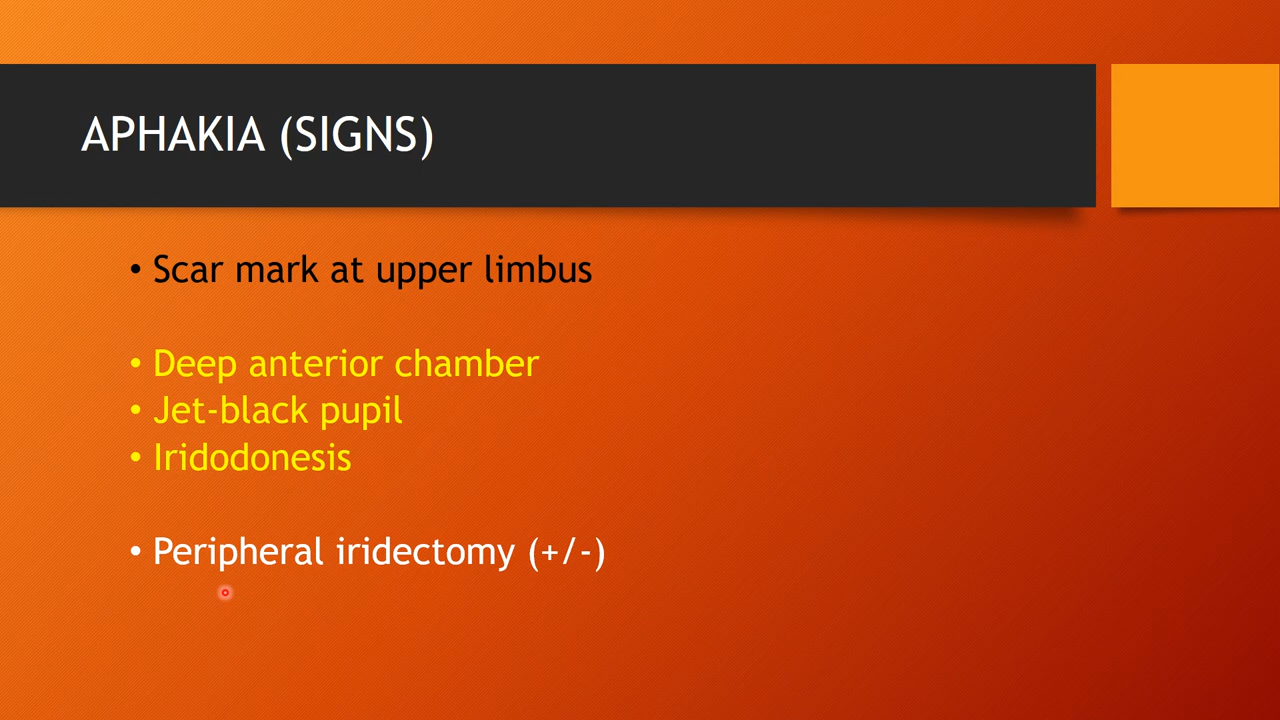 APHAKIA (SIGNS)
• Scar mark at upper limbus
• Deep anterior chamber
• Jet-black pupil
• Iridodonesis
• Peripheral iridectomy (+/-)